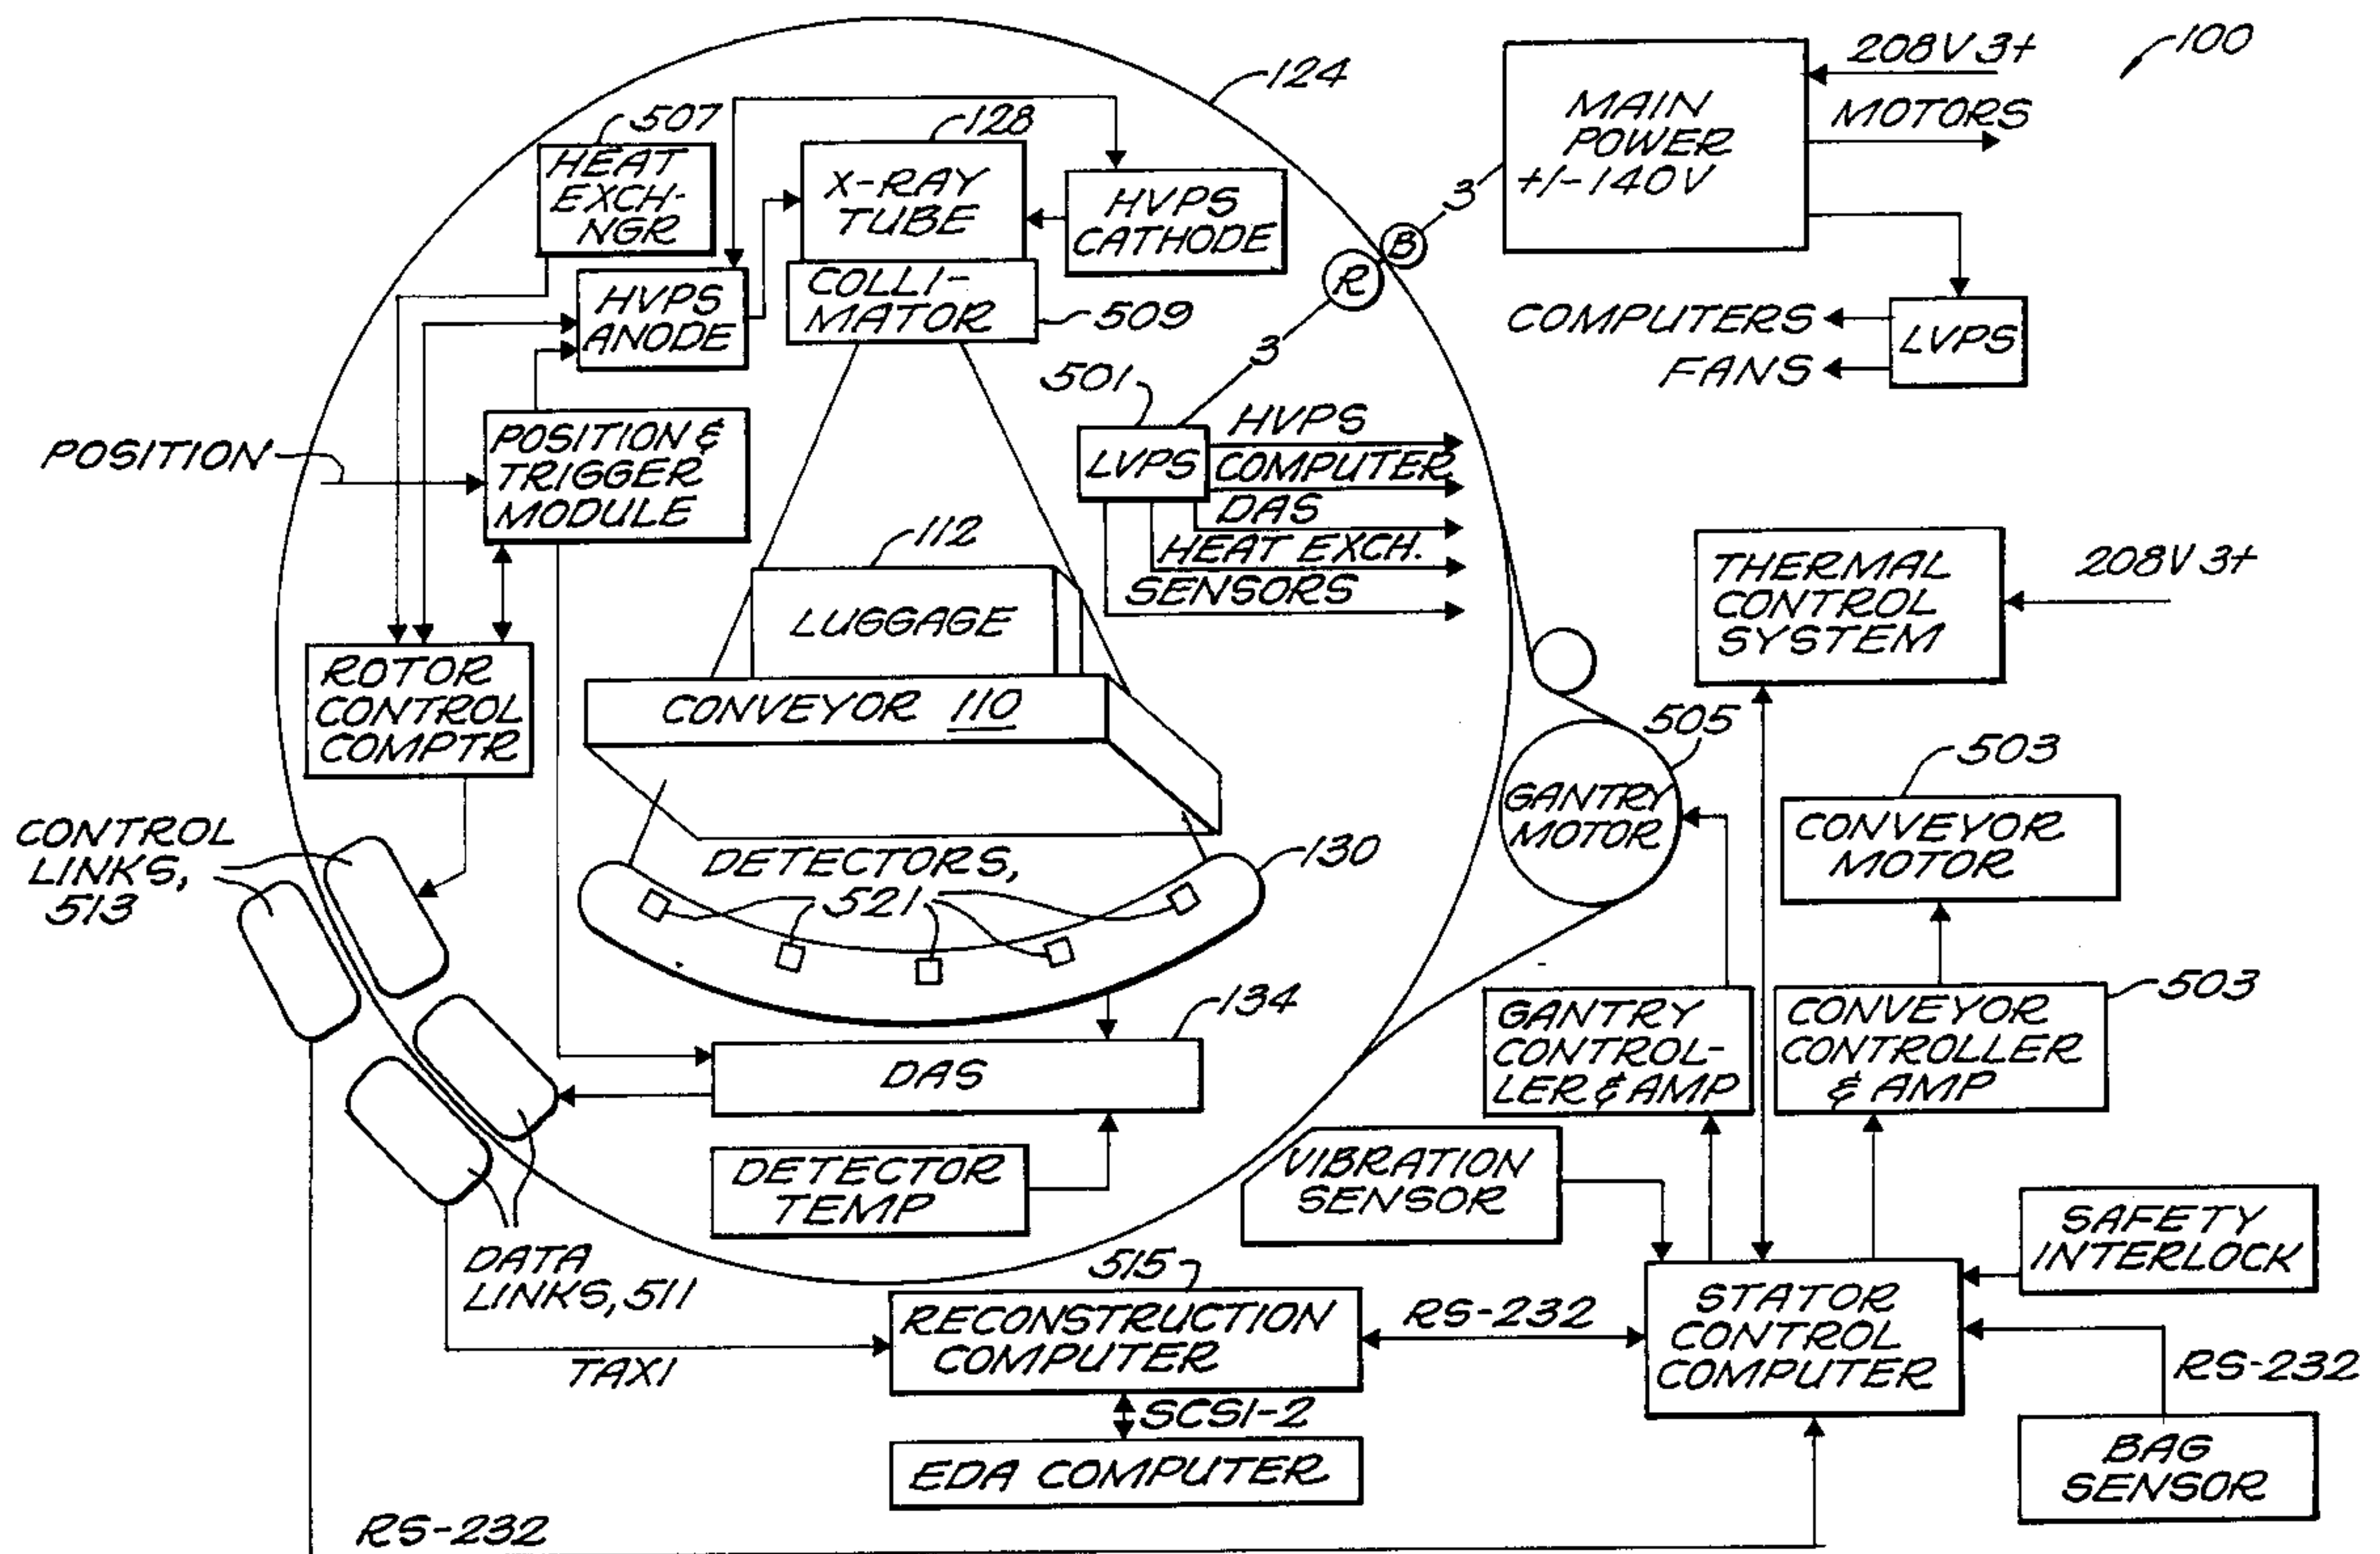 208V 3+
100
MOTORS
MAIN
POWER
+/-140V
124
507
128
HEAT
EXCH-
NGR
X-RAY
TUBE
HVPS
CATHODE
3
B
R
3
COLLI-
MATOR
509
HVPS
ANODE
COMPUTERS
FANS
LVPS
501
LVPS
HVPS
COMPUTER
DAS
HEAT EXCH.
SENSORS
POSITION
POSITION &
TRIGGER
MODULE
112
LUGGAGE
THERMAL
CONTROL
SYSTEM
208V 3+
ROTOR
CONTROL
COMPTR
CONVEYOR 110
505
GANTRY
MOTOR
503
CONVEYOR
MOTOR
CONTROL
LINKS,
513
DETECTORS,
521
130
134
DAS
GANTRY
CONTROL-
LER & AMP
CONVEYOR
CONTROLLER
& AMP
503
DETECTOR
TEMP
VIBRATION
SENSOR
SAFETY
INTERLOCK
DATA
LINKS, 511
TAXI
515
RECONSTRUCTION
COMPUTER
RS-232
STATOR
CONTROL
COMPUTER
RS-232
SCSI-2
EDA COMPUTER
BAG
SENSOR
RS-232